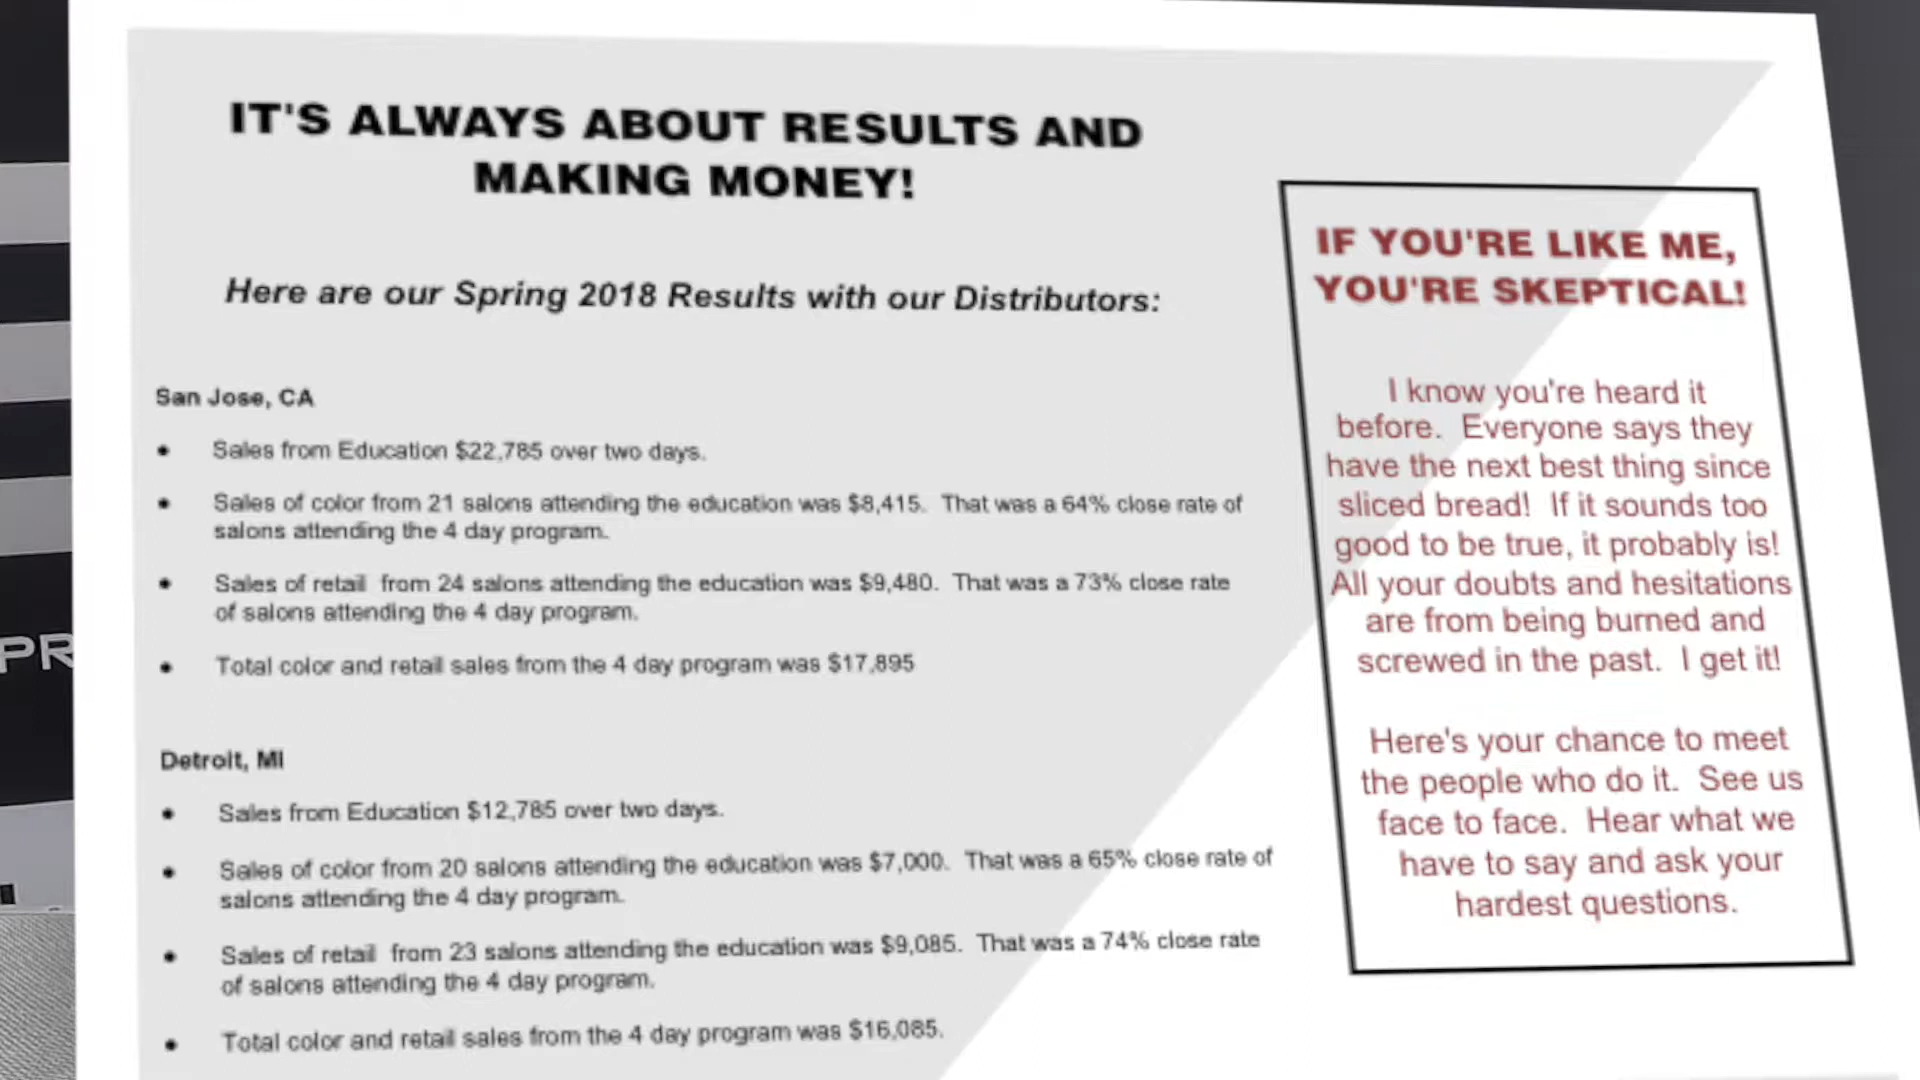 IT'S ALWAYS ABOUT RESULTS AND
MAKING MONEY!
Here are our Spring 2018 Results with our Distributors:
San Jose, CA
• Sales from Education $22,785 over two days.
• Sales of color from 21 salons attending the education was $8,415. That was a 64% close rate of
salons attending the 4 day program.
• Sales of retail from 24 salons attending the education was $9,480. That was a 73% close rate
of salons attending the 4 day program.
• Total color and retail sales from the 4 day program was $17,895
Detroit, MI
• Sales from Education $12,785 over two days.
• Sales of color from 20 salons attending the education was $7,000. That was a 65% close rate of
salons attending the 4 day program.
• Sales of retail from 23 salons attending the education was $9,085. That was a 74% close rate
of salons attending the 4 day program.
• Total color and retail sales from the 4 day program was $16,085.
IF YOU'RE LIKE ME,
YOU'RE SKEPTICAL!
I know you're heard it
before. Everyone says they
have the next best thing since
sliced bread! If it sounds too
good to be true, it probably is!
All your doubts and hesitations
are from being burned and
screwed in the past. I get it!
Here's your chance to meet
the people who do it. See us
face to face. Hear what we
have to say and ask your
hardest questions.
PR